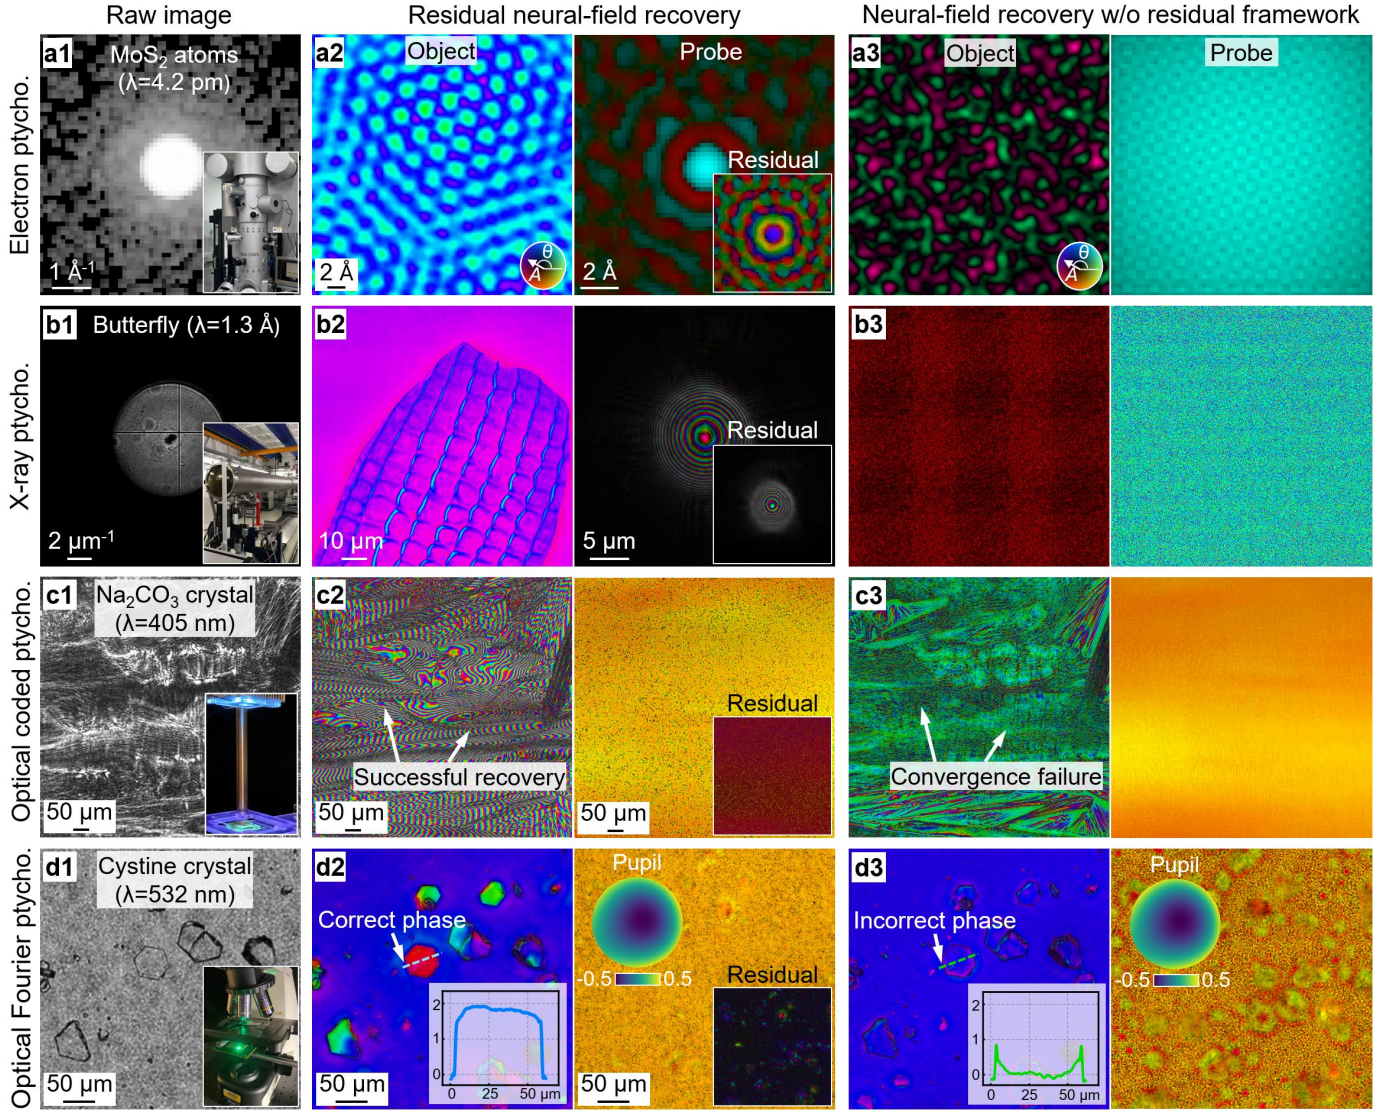 Raw image
Residual neural-field recovery
Neural-field recovery w/o residual framework
Electron ptycho.
a1
MoS₂ atoms
(λ=4.2 pm)
1 Å⁻¹
a2
Object
2 Å
θ
A
Probe
Residual
2 Å
a3
Object
θ
A
Probe
X-ray ptycho.
b1
Butterfly (λ=1.3 Å)
2 µm⁻¹
b2
10 µm
Residual
5 µm
b3
Optical coded ptycho.
c1
Na₂CO₃ crystal
(λ=405 nm)
50 µm
c2
Successful recovery
50 µm
Residual
50 µm
c3
Convergence failure
Optical Fourier ptycho.
d1
Cystine crystal
(λ=532 nm)
50 µm
d2
Correct phase
2
1
0
0 25 50 µm
50 µm
Pupil
-0.5 0.5
Residual
50 µm
d3
Incorrect phase
2
1
0
0 25 50 µm
Pupil
-0.5 0.5